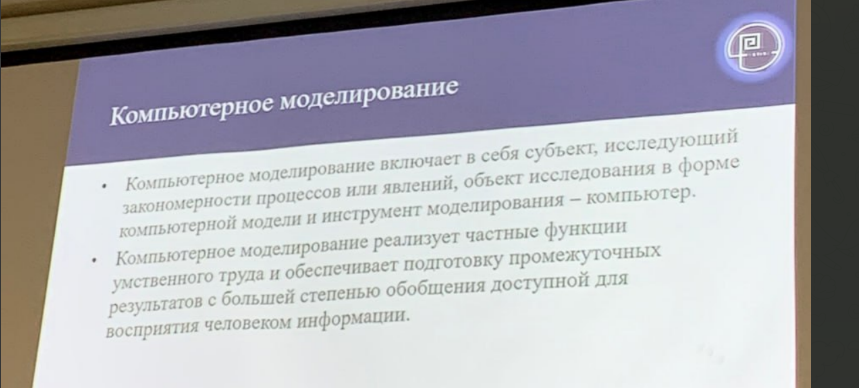 Компьютерное моделирование
• Компьютерное моделирование включает в себя субъект, исследующий
закономерности процессов или явлений, объект исследования в форме
компьютерной модели и инструмент моделирования – компьютер.
• Компьютерное моделирование реализует частные функции
умственного труда и обеспечивает подготовку промежуточных
результатов с большей степенью обобщения доступной для
восприятия человеком информации.